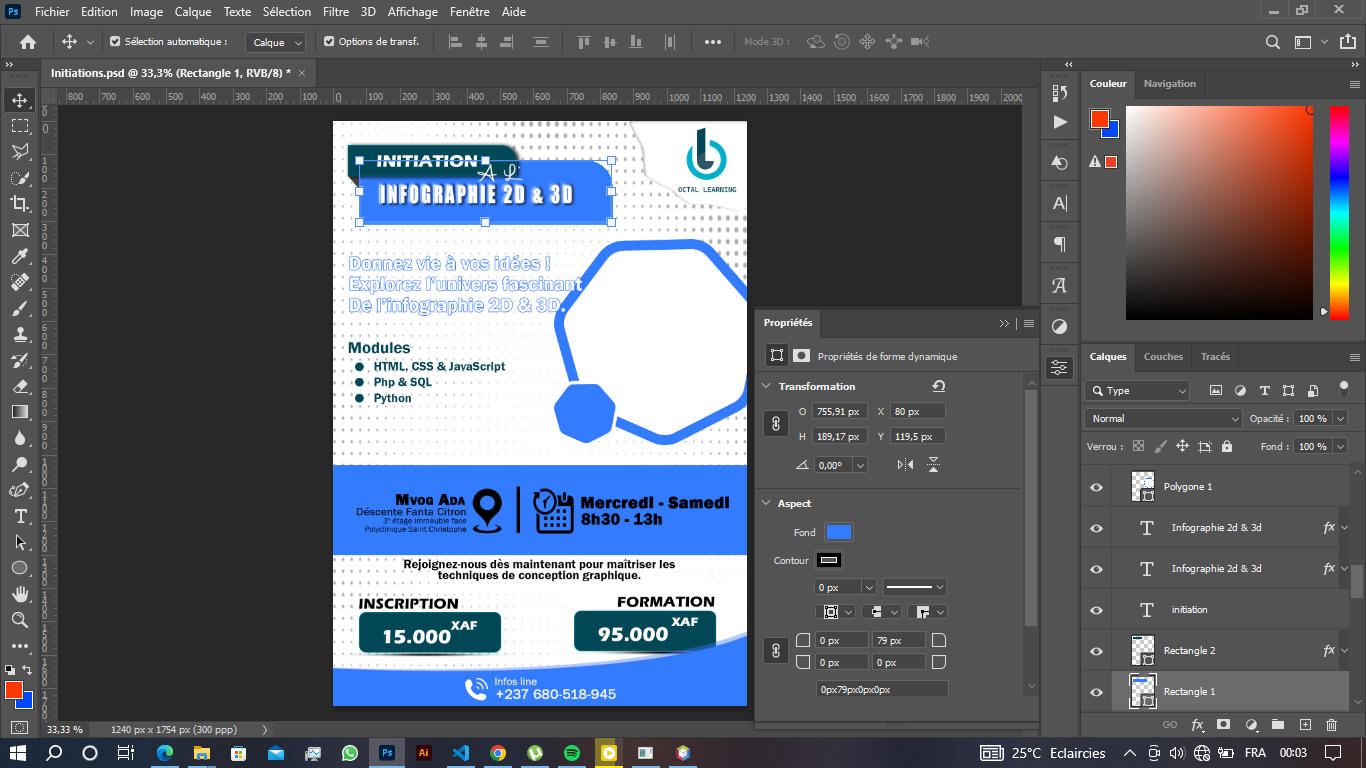 Fichier Edition Image Calque Texte Sélection Filtre 3D Affichage Fenêtre Aide
Sélection automatique : Calque Options de transf. Mode 3D :
Initiations.psd @ 33,3% (Rectangle 1, RVB/8) *
800 700 600 500 400 300 200 100 0 100 200 300 400 500 600 700 800 900 1000 1100 1200 1300 1400 1500 1600 1700 1800 1900 2000
INITIATION
A L'
INFOGRAPHIE 2D & 3D
OCTAL LEARNING
Donnez vie à vos idées !
Explorez l'univers fascinant
De l'infographie 2D & 3D.
Modules
HTML, CSS & JavaScript
Php & SQL
Python
Mvog Ada
Déscente Fanta Citron
3° étage immeuble face
Polyclinique Saint Christophe
MercredI - SamedI
8h30 - 13h
Rejoignez-nous dès maintenant pour maîtriser les
techniques de conception graphique.
INSCRIPTION
15.000 XAF
FORMATION
95.000 XAF
Infos line
+237 680-518-945
33,33 % 1240 px x 1754 px (300 ppp)
Propriétés
Propriétés de forme dynamique
Transformation
O 755,91 px X 80 px
H 189,17 px Y 119,5 px
0,00°
Aspect
Fond
Contour
0 px
0 px 79 px
0 px 0 px
0px79px0px0px
Couleur Navigation
Calques Couches Tracés
Type
Normal Opacité : 100 %
Verrou : Fond : 100 %
Polygone 1
Infographie 2d & 3d fx
Infographie 2d & 3d fx
initiation
Rectangle 2 fx
Rectangle 1
25°C Eclaircies FRA 00:03